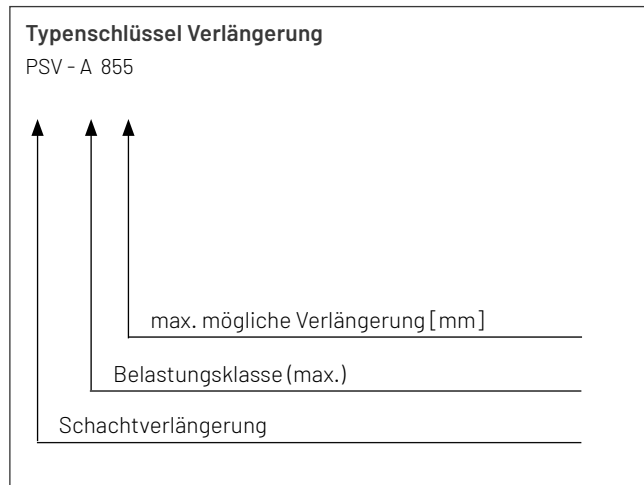 Typenschlüssel Verlängerung
PSV - A 855
max. mögliche Verlängerung [mm]
Belastungsklasse (max.)
Schachtverlängerung